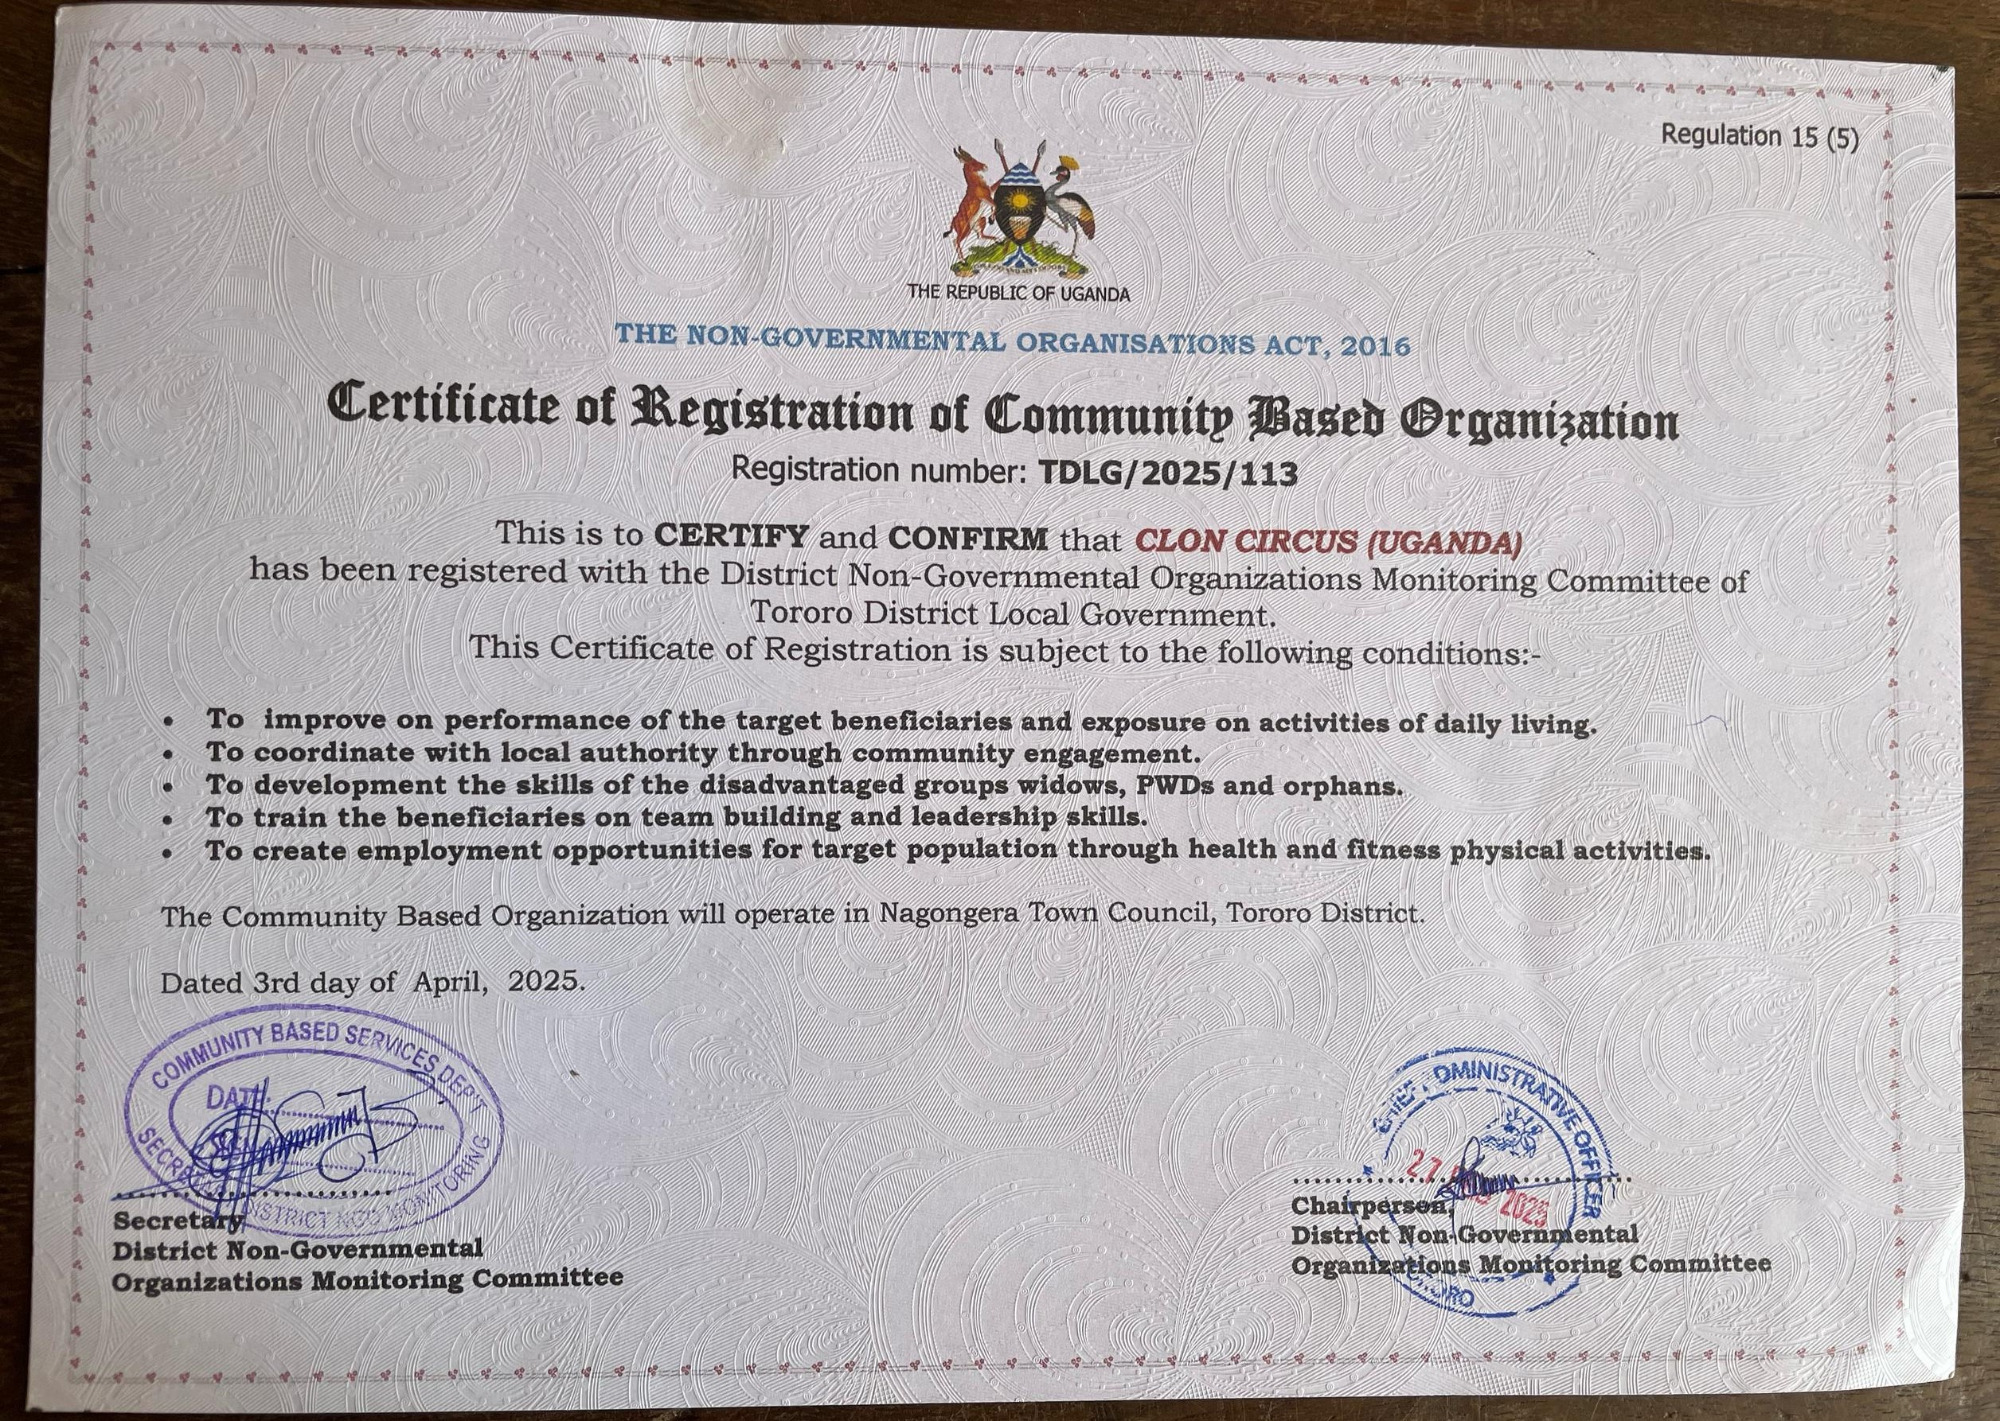 Regulation 15 (5)
THE REPUBLIC OF UGANDA
THE NON-GOVERNMENTAL ORGANISATIONS ACT, 2016
Certificate of Registration of Community Based Organization
Registration number: TDLG/2025/113
This is to CERTIFY and CONFIRM that CLON CIRCUS (UGANDA)
has been registered with the District Non-Governmental Organizations Monitoring Committee of
Tororo District Local Government.
This Certificate of Registration is subject to the following conditions:-
• To improve on performance of the target beneficiaries and exposure on activities of daily living.
• To coordinate with local authority through community engagement.
• To development the skills of the disadvantaged groups widows, PWDs and orphans.
• To train the beneficiaries on team building and leadership skills.
• To create employment opportunities for target population through health and fitness physical activities.
The Community Based Organization will operate in Nagongera Town Council, Tororo District.
Dated 3rd day of April, 2025.
COMMUNITY BASED SERVICES DEP'T
DISTRICT NGO MONITORING
Secretary
District Non-Governmental
Organizations Monitoring Committee
ADMINISTRATIVE OFFICER
27 2025
Chairperson,
District Non-Governmental
Organizations Monitoring Committee